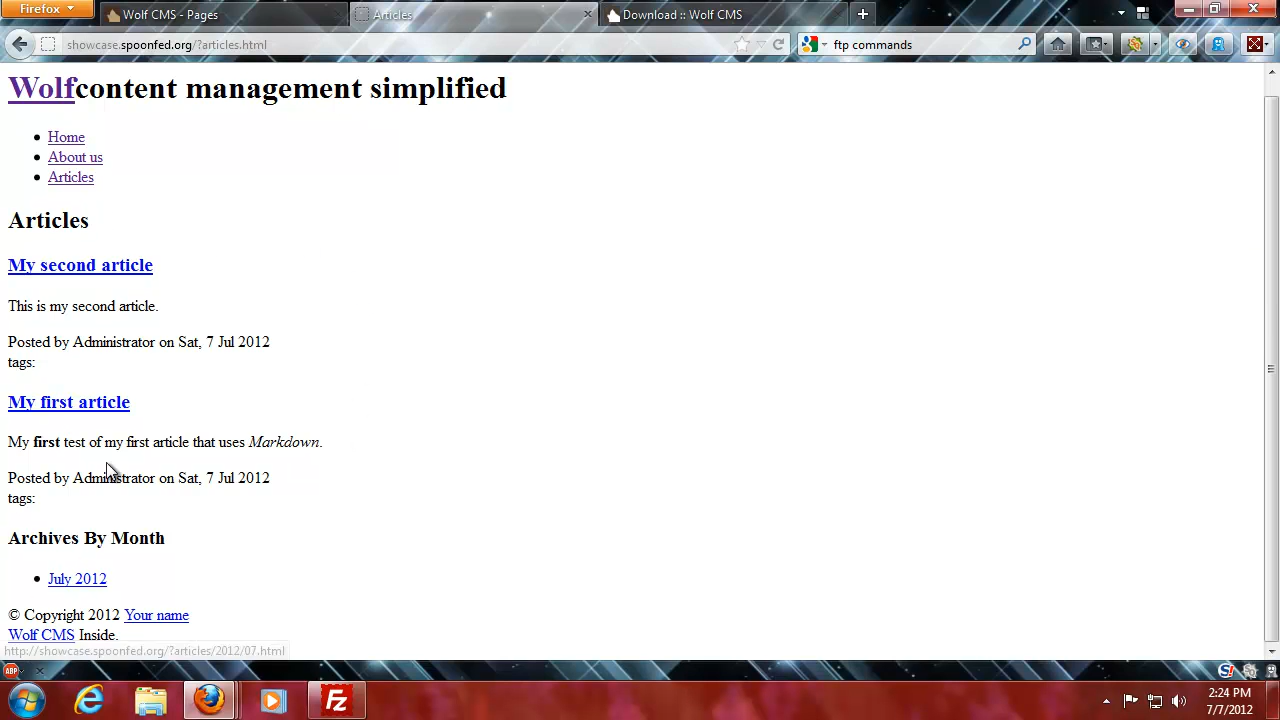 Firefox
Wolf CMS - Pages
Articles
Download :: Wolf CMS
showcase.spoonfed.org/?articles.html
ftp commands
Wolfcontent management simplified
Home
About us
Articles
Articles
My second article
This is my second article.
Posted by Administrator on Sat, 7 Jul 2012
tags:
My first article
My first test of my first article that uses Markdown.
Posted by Administrator on Sat, 7 Jul 2012
tags:
Archives By Month
July 2012
© Copyright 2012 Your name
Wolf CMS Inside.
http://showcase.spoonfed.org/?articles/2012/07.html
ABP
S!
Fz
2:24 PM
7/7/2012